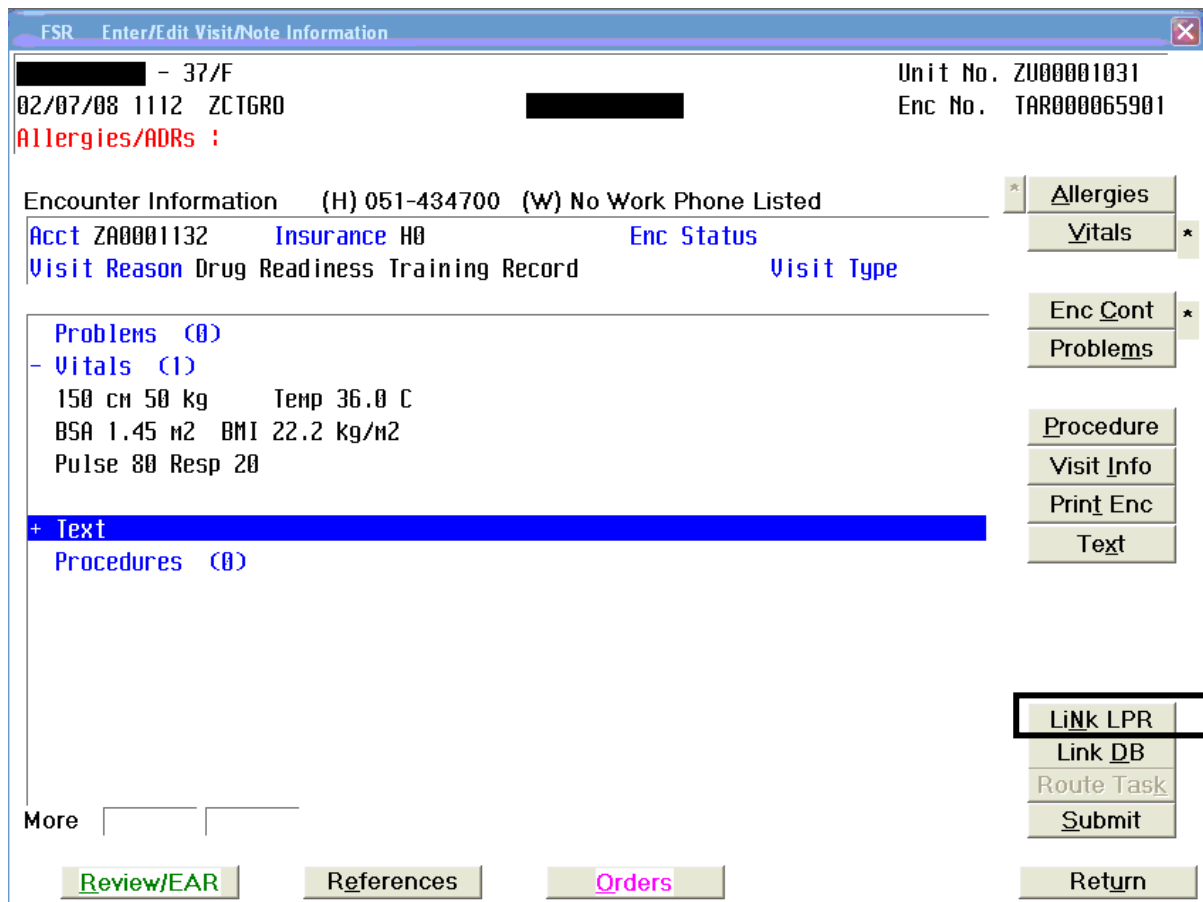 FSR Enter/Edit Visit/Note Information
- 37/F Unit No. ZU00001031
02/07/08 1112 ZCTGRO Enc No. TAR000065901
Allergies/ADRs :
Encounter Information (H) 051-434700 (W) No Work Phone Listed
* Allergies
Acct ZA0001132 Insurance HO Enc Status
Vitals *
Visit Reason Drug Readiness Training Record Visit Type
Enc Cont *
Problems (0)
Problems
- Vitals (1)
150 cm 50 kg Temp 36.0 C
BSA 1.45 m2 BMI 22.2 kg/m2
Procedure
Pulse 80 Resp 20
Visit Info
Print Enc
+ Text
Text
Procedures (0)
LiNk LPR
Link DB
Route Task
More
Submit
Review/EAR References Orders Return